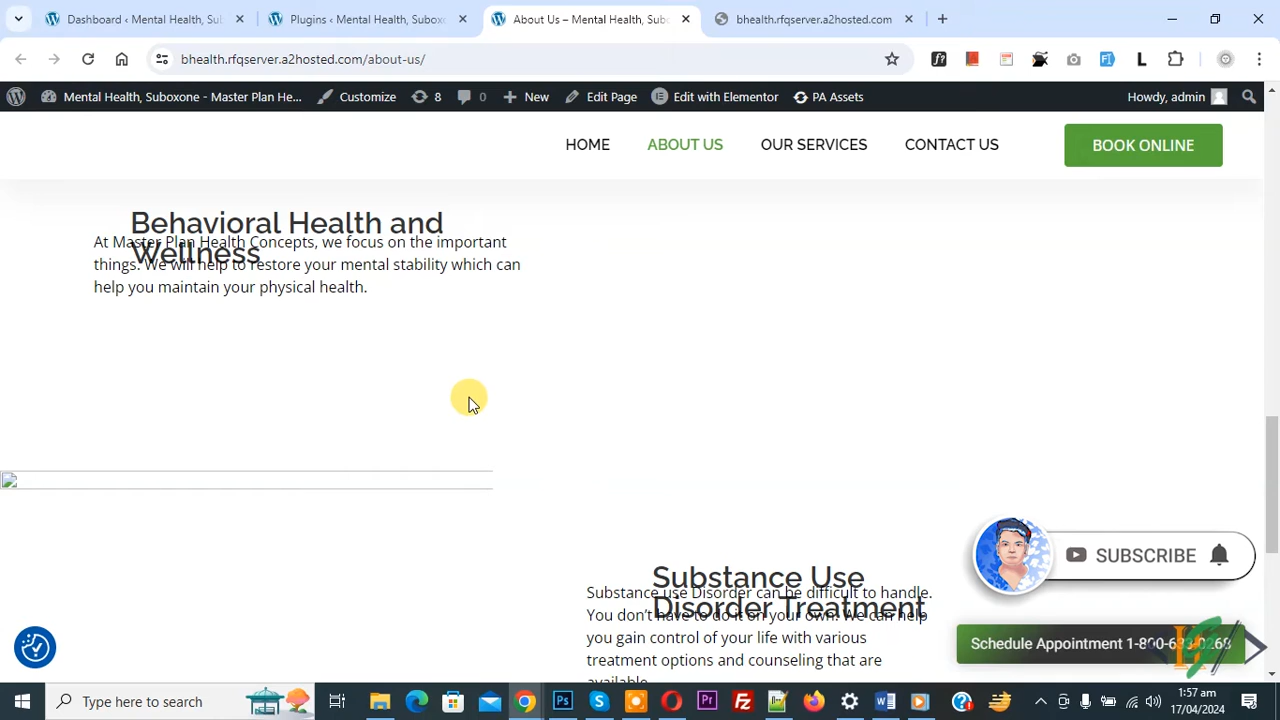 Dashboard ‹ Mental Health, Sub
Plugins ‹ Mental Health, Subox
About Us – Mental Health, Sub
bhealth.rfqserver.a2hosted.com
bhealth.rfqserver.a2hosted.com/about-us/
Mental Health, Suboxone - Master Plan He...
Customize
8
0
New
Edit Page
Edit with Elementor
PA Assets
Howdy, admin
HOME
ABOUT US
OUR SERVICES
CONTACT US
BOOK ONLINE
Behavioral Health and
Wellness
At Master Plan Health Concepts, we focus on the important
things. We will help to restore your mental stability which can
help you maintain your physical health.
SUBSCRIBE
Substance Use
Disorder Treatment
Substance use Disorder can be difficult to handle.
You don't have to do it on your own. We can help
you gain control of your life with various
treatment options and counseling that are
available.
Schedule Appointment 1-800-633-0268
Type here to search
1:57 am
17/04/2024